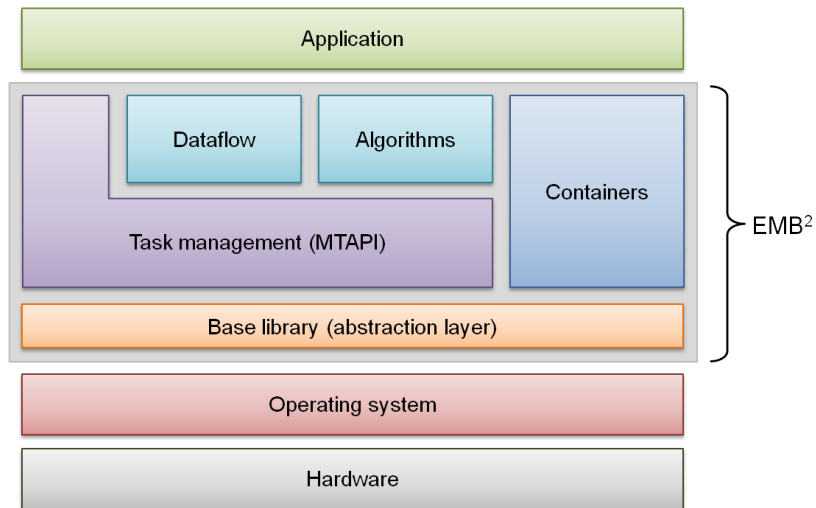 Application
Dataflow
Algorithms
Containers
Task management (MTAPI)
EMB²
Base library (abstraction layer)
Operating system
Hardware